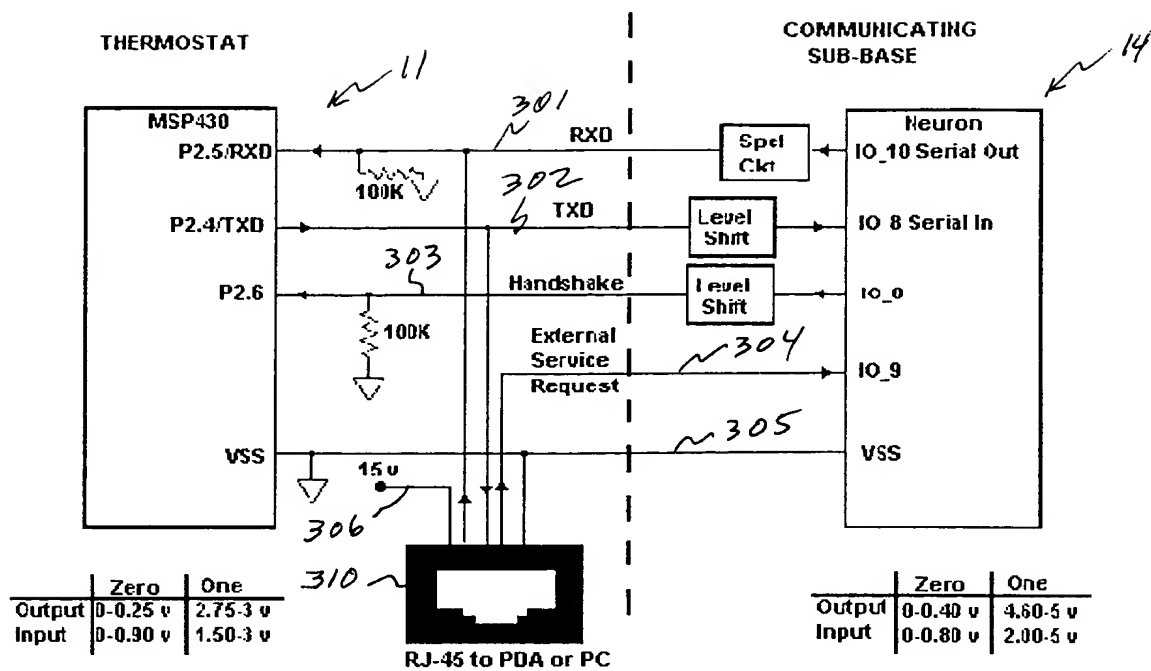 THERMOSTAT
COMMUNICATING
SUB-BASE
11
14
MSP430
Neuron
301
P2.5/RXD
RXD
Spcl
Ckt
IO_10 Serial Out
100K
302
P2.4/TXD
TXD
Level
Shift
IO_8 Serial In
303
P2.6
Handshake
Level
Shift
IO_0
100K
External
Service
Request
304
IO_9
305
VSS
VSS
15 v
306
310
Zero One
Output 0-0.25 v 2.75-3 v
Input 0-0.90 v 1.50-3 v
Zero One
Output 0-0.40 v 4.60-5 v
Input 0-0.80 v 2.00-5 v
RJ-45 to PDA or PC